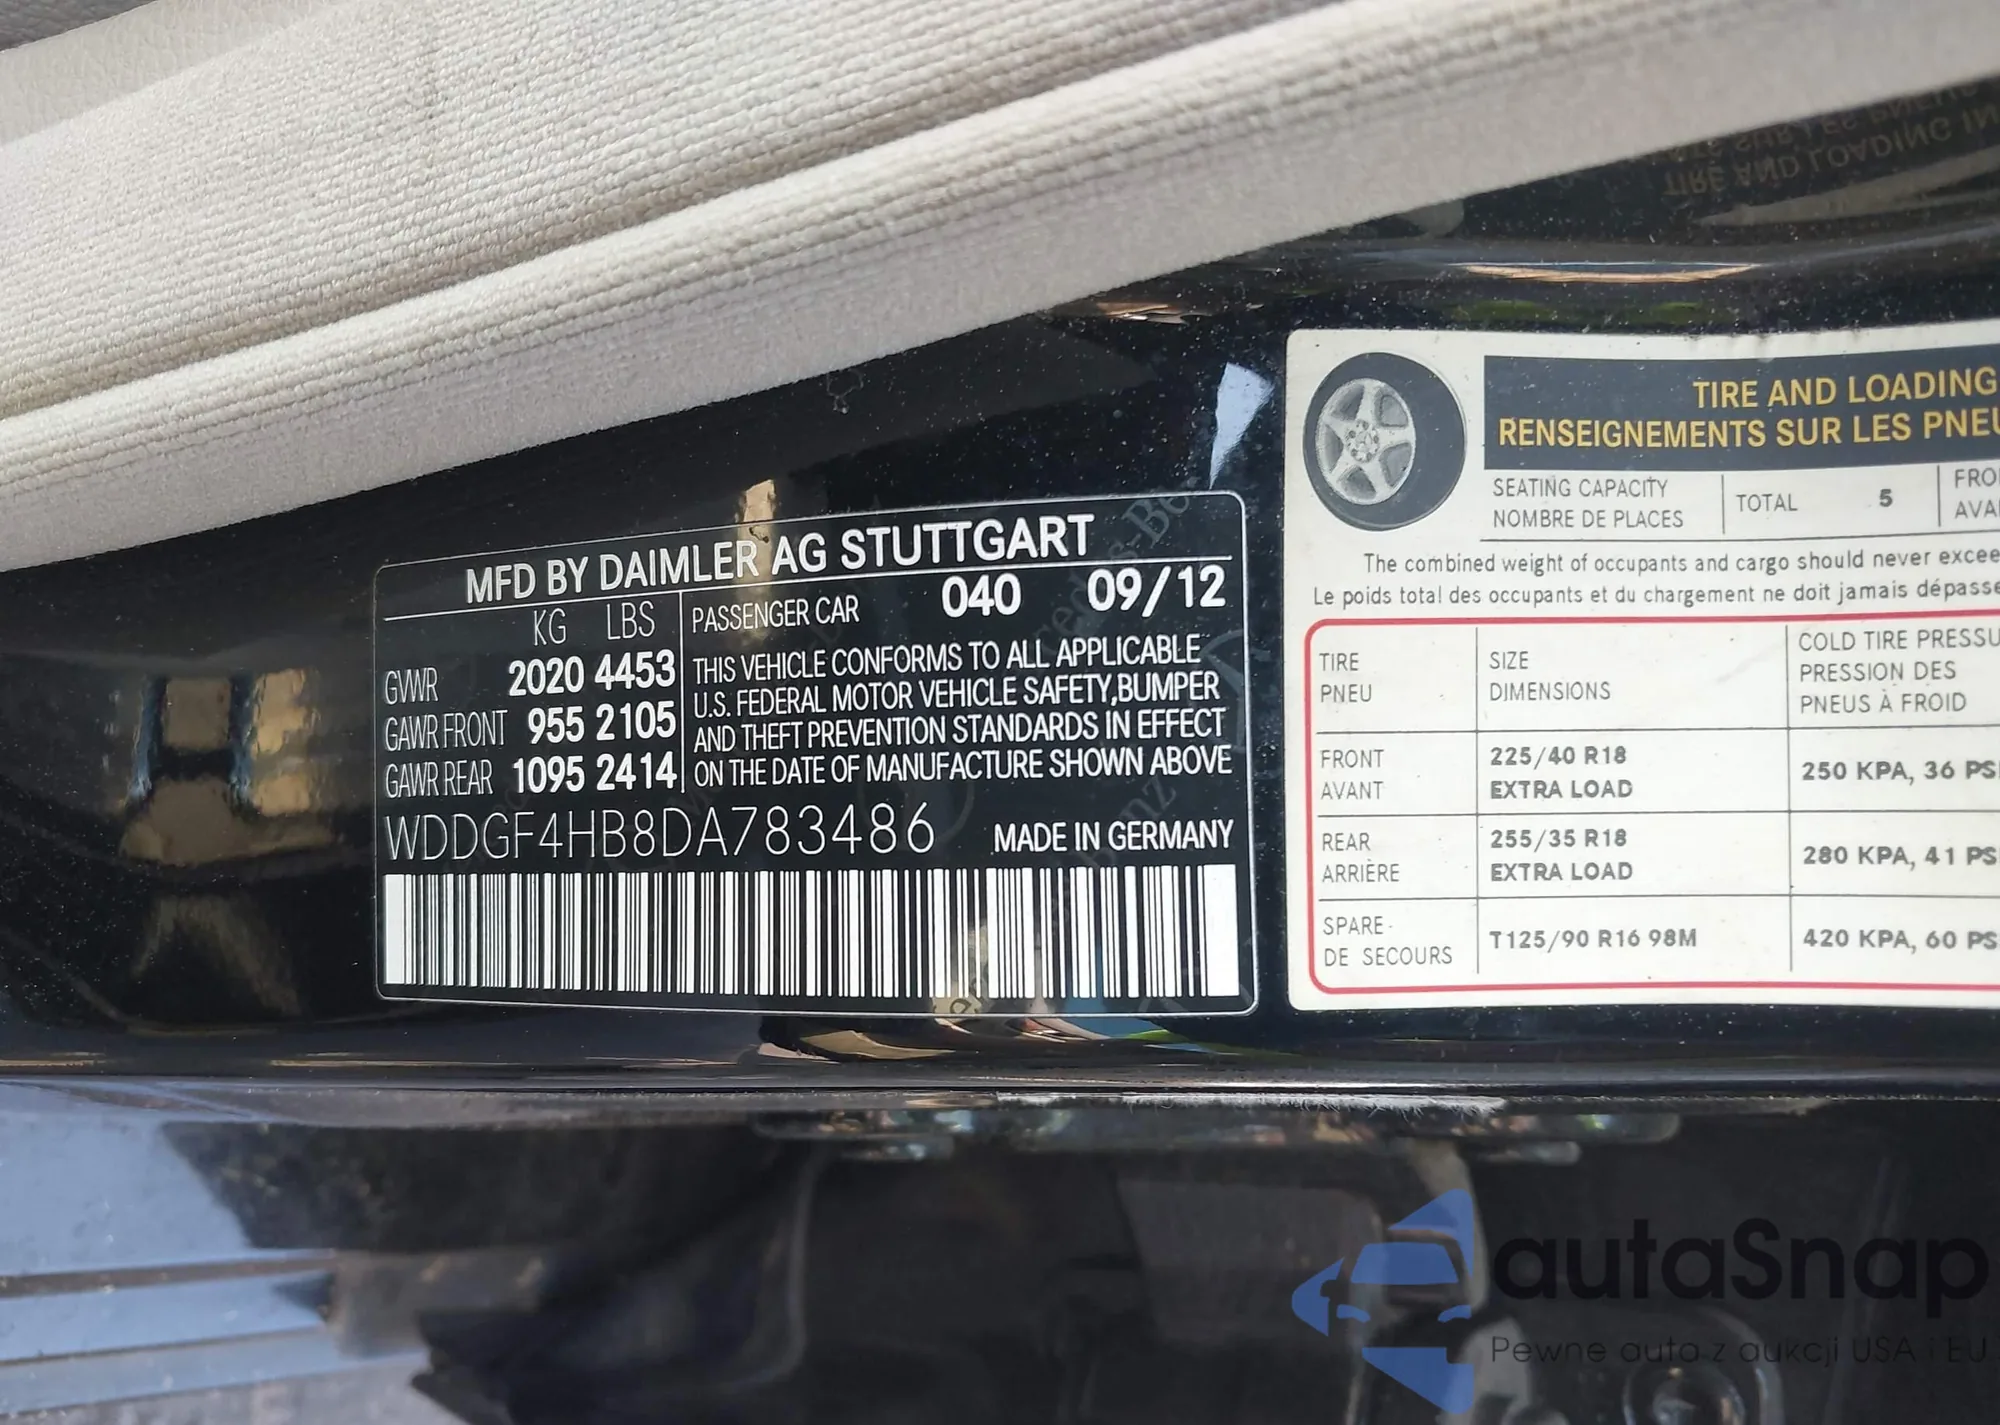 MFD BY DAIMLER AG STUTTGART
KG LBS
GVWR 2020 4453
GAWR FRONT 955 2105
GAWR REAR 1095 2414
PASSENGER CAR 040 09/12
THIS VEHICLE CONFORMS TO ALL APPLICABLE
U.S. FEDERAL MOTOR VEHICLE SAFETY,BUMPER
AND THEFT PREVENTION STANDARDS IN EFFECT
ON THE DATE OF MANUFACTURE SHOWN ABOVE
WDDGF4HB8DA783486 MADE IN GERMANY
TIRE AND LOADING
RENSEIGNEMENTS SUR LES PNEU
SEATING CAPACITY
NOMBRE DE PLACES
TOTAL 5
FRO
AVA
The combined weight of occupants and cargo should never excee
Le poids total des occupants et du chargement ne doit jamais dépasse
TIRE
PNEU
SIZE
DIMENSIONS
COLD TIRE PRESSU
PRESSION DES
PNEUS À FROID
FRONT
AVANT
225/40 R18
EXTRA LOAD
250 KPA, 36 PS
REAR
ARRIÈRE
255/35 R18
EXTRA LOAD
280 KPA, 41 PS
SPARE
DE SECOURS
T125/90 R16 98M
420 KPA, 60 PS
autaSnap
Pewne auta z aukcji USA i EU